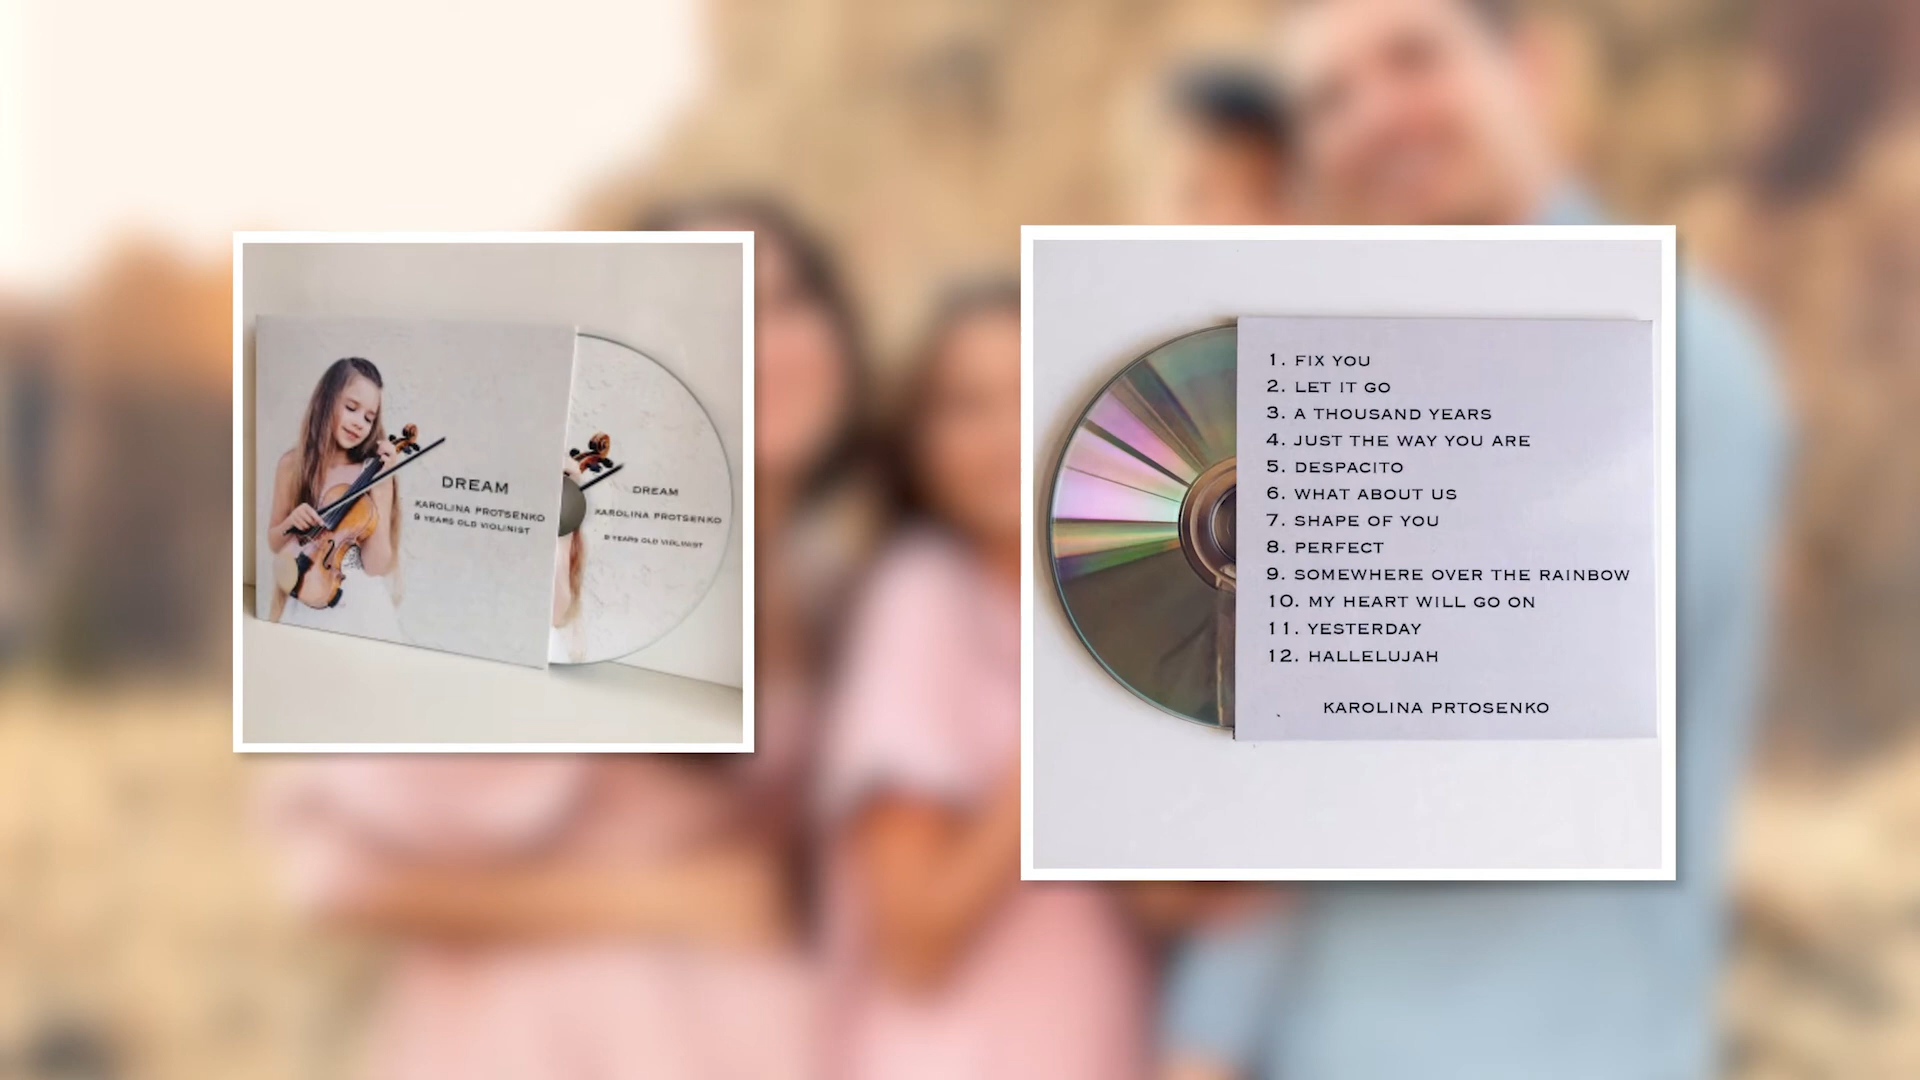 DREAM
KAROLINA PROTSENKO
9 YEARS OLD VIOLINIST
DREAM
KAROLINA PROTSENKO
9 YEARS OLD VIOLINIST
1. FIX YOU
2. LET IT GO
3. A THOUSAND YEARS
4. JUST THE WAY YOU ARE
5. DESPACITO
6. WHAT ABOUT US
7. SHAPE OF YOU
8. PERFECT
9. SOMEWHERE OVER THE RAINBOW
10. MY HEART WILL GO ON
11. YESTERDAY
12. HALLELUJAH
KAROLINA PRTOSENKO